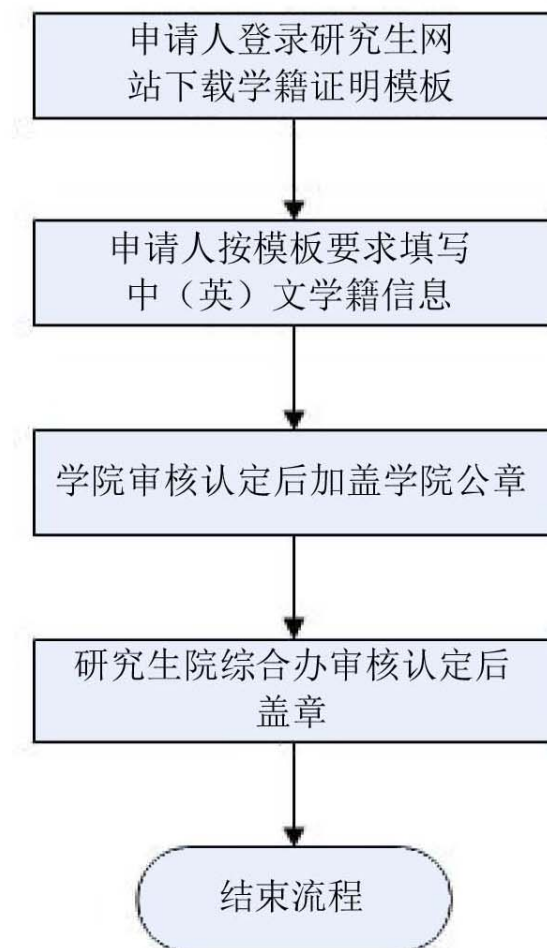 申请人登录研究生网
站下载学籍证明模板
申请人按模板要求填写
中（英）文学籍信息
学院审核认定后加盖学院公章
研究生院综合办审核认定后
盖章
结束流程